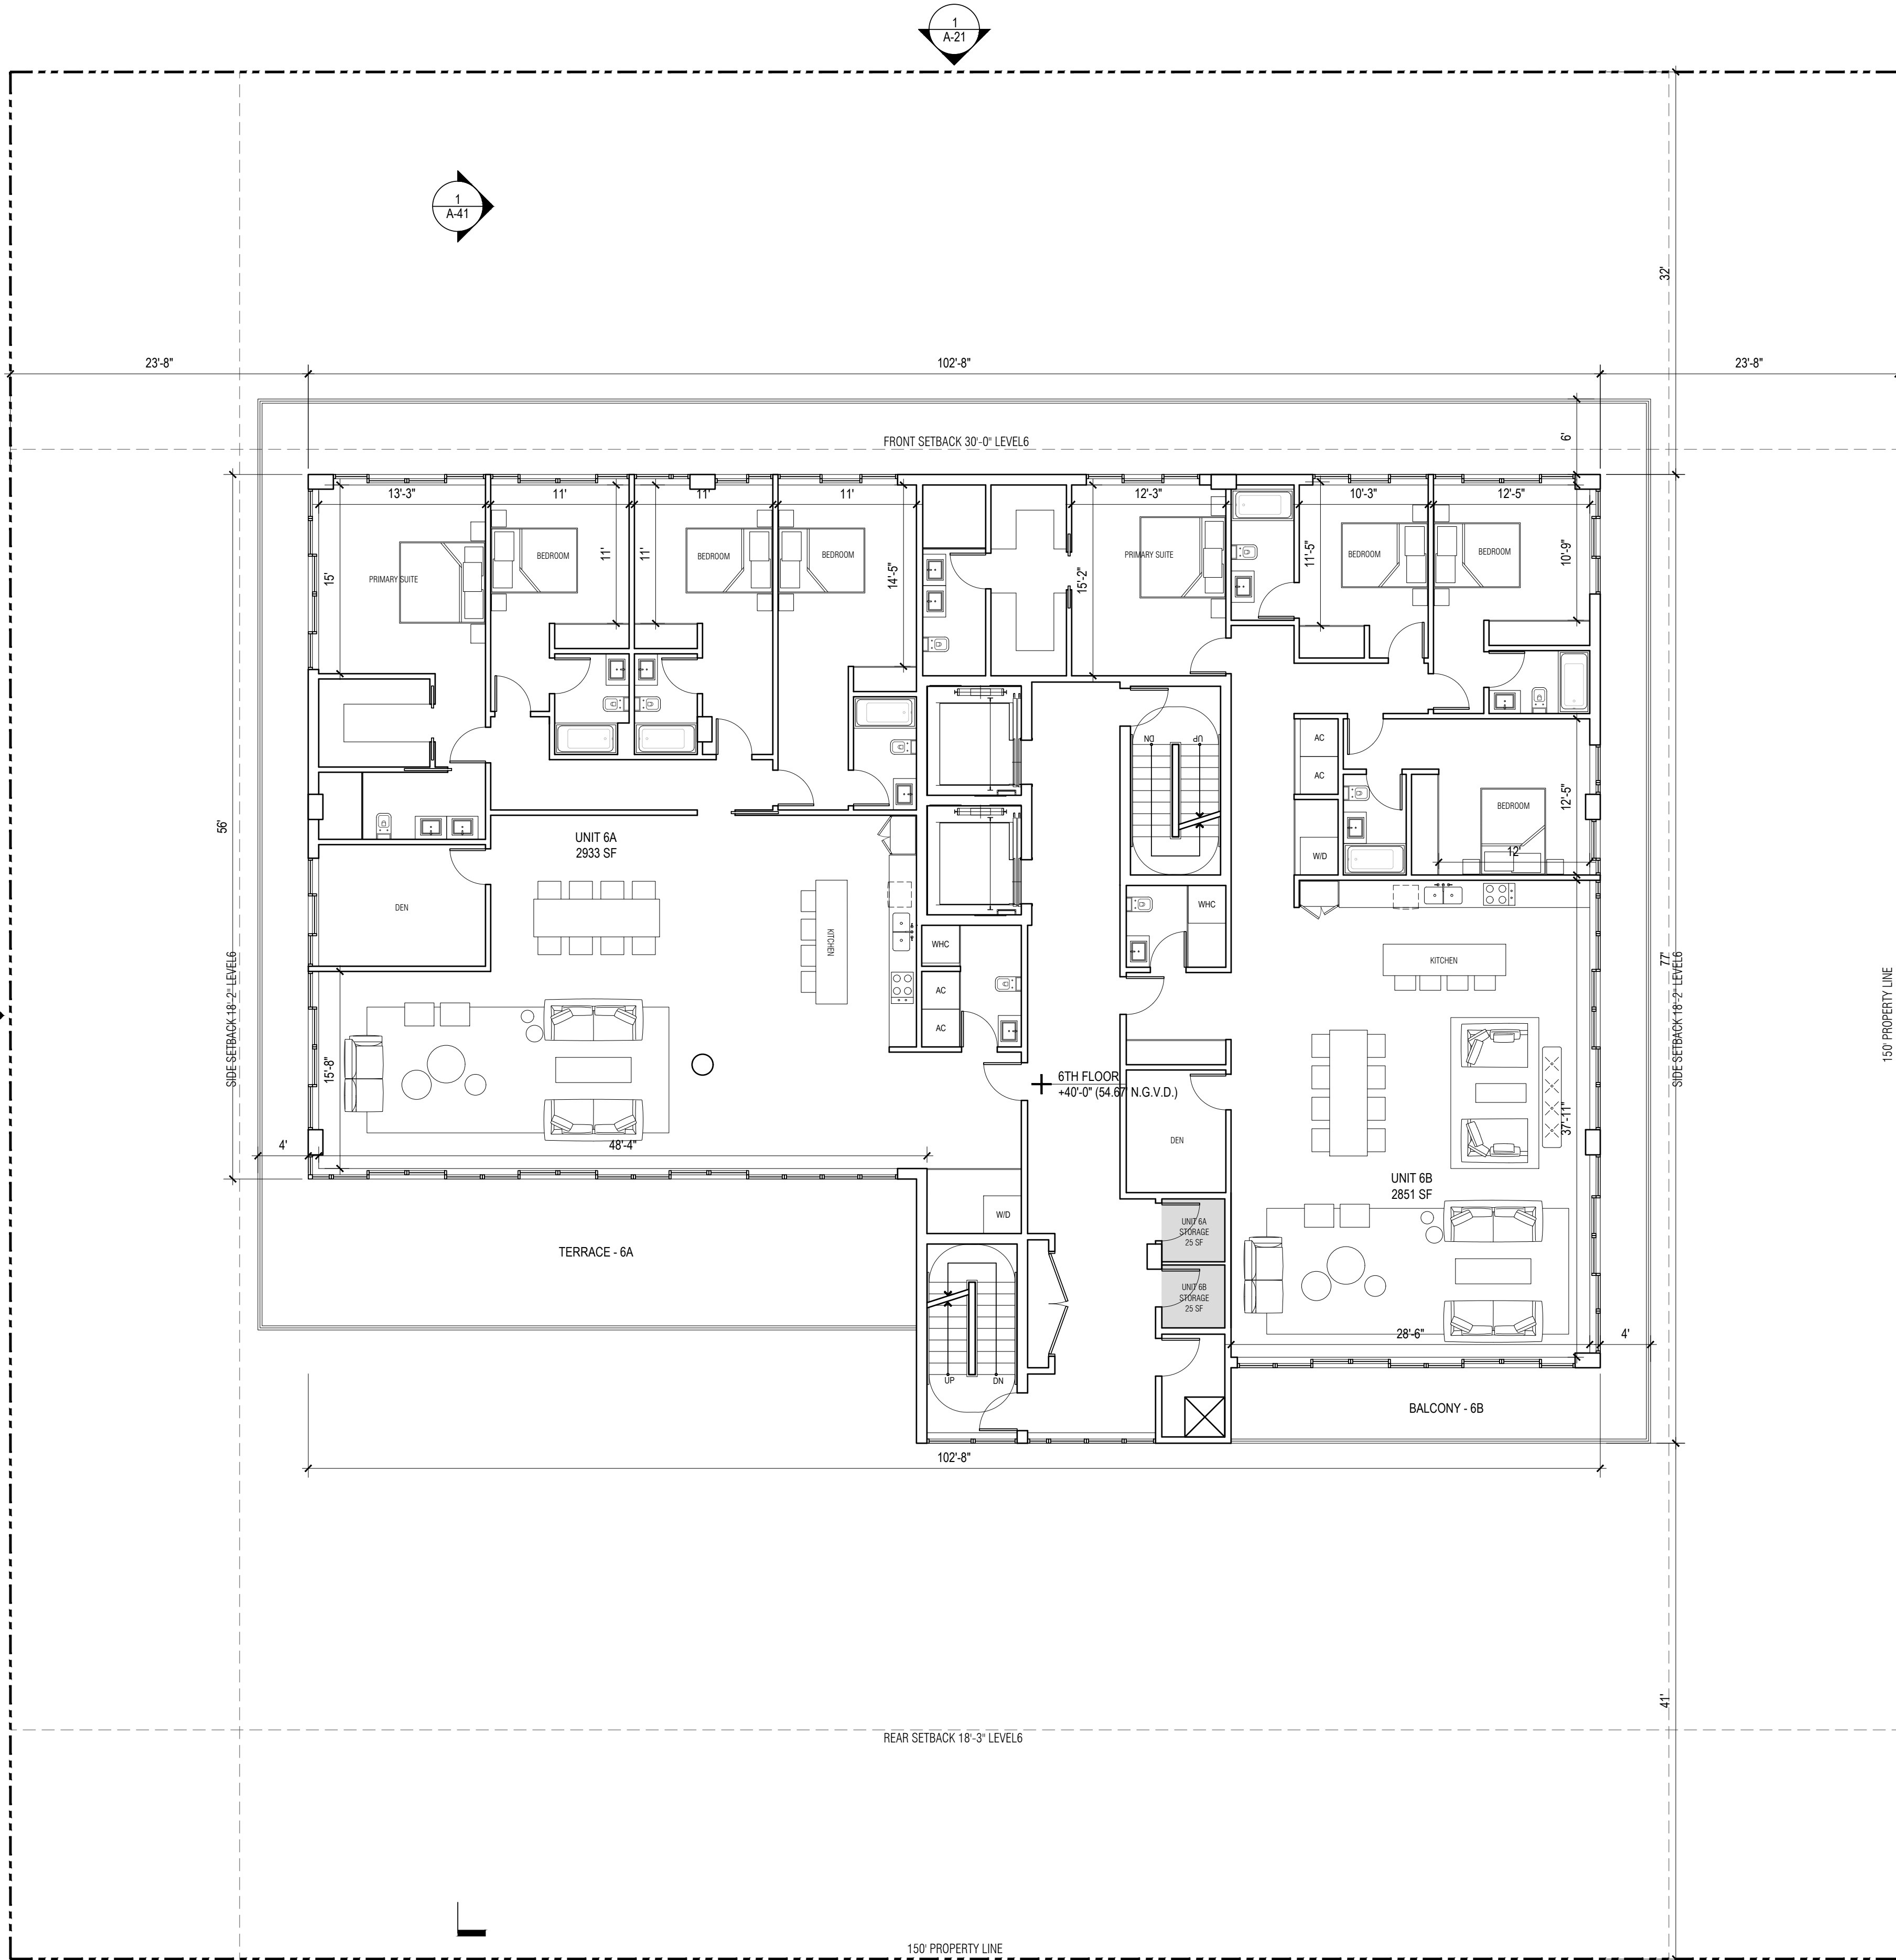 1
A-21
1
A-41
32'
23'-8"
102'-8"
23'-8"
6'
FRONT SETBACK 30'-0" LEVEL6
13'-3"
11'
11'
11'
12'-3"
10'-3"
12'-5"
PRIMARY SUITE
15'
BEDROOM
11'
11'
BEDROOM
BEDROOM
14'-5"
15'-2"
PRIMARY SUITE
11'-5"
BEDROOM
BEDROOM
10'-9"
DN
UP
AC
AC
W/D
BEDROOM
12'-5"
12'
56'
UNIT 6A
2933 SF
DEN
KITCHEN
WHC
AC
AC
WHC
KITCHEN
77'
SIDE SETBACK 18'-2" LEVEL6
SIDE SETBACK 18'-2" LEVEL6
150' PROPERTY LINE
15'-8"
6TH FLOOR
+40'-0" (54.67' N.G.V.D.)
DEN
37'-11"
4'
48'-4"
UNIT 6B
2851 SF
W/D
UNIT 6A
STORAGE
25 SF
TERRACE - 6A
UNIT 6B
STORAGE
25 SF
28'-6"
4'
UP
DN
BALCONY - 6B
102'-8"
41'
REAR SETBACK 18'-3" LEVEL6
150' PROPERTY LINE